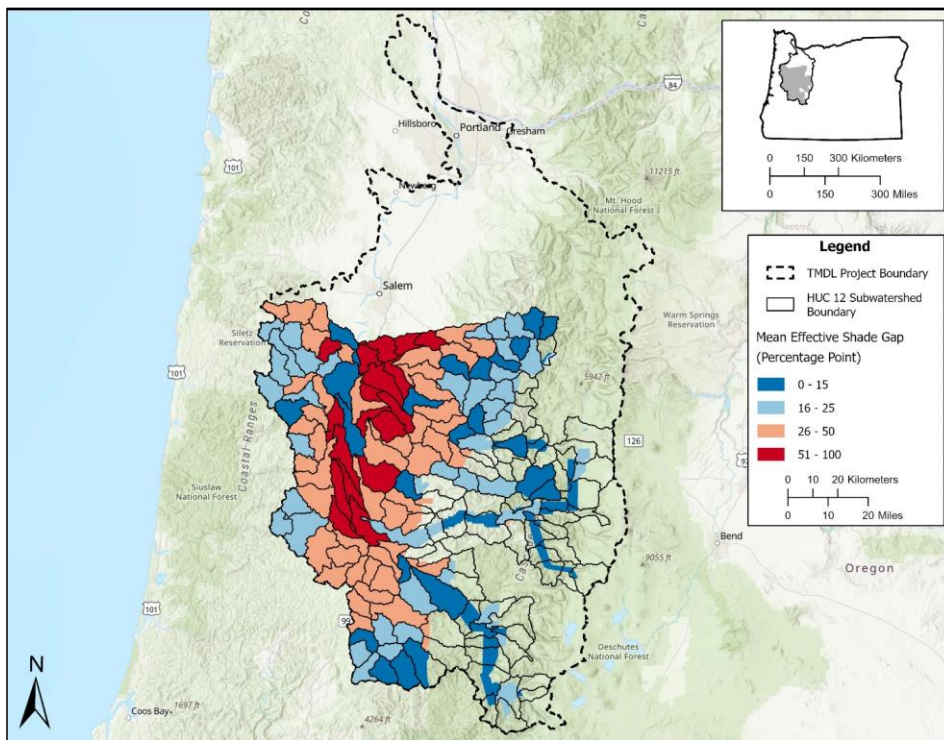 84
Hillsboro
Portland
Gresham
101
11215 ft
Newberg
Mt. Hood
National Forest
Salem
Siletz
Reservation
Warm Springs
Reservation
101
5942 ft
Coastal Ranges
126
97
Siuslaw
National Forest
Bend
Cas
9055 ft
Oregon
101
99
Deschutes
National Forest
1697 ft
Coos Bay
4264 ft
N
0 150 300 Kilometers
0 150 300 Miles
Legend
TMDL Project Boundary
HUC 12 Subwatershed
Boundary
Mean Effective Shade Gap
(Percentage Point)
0 - 15
16 - 25
26 - 50
51 - 100
0 10 20 Kilometers
0 10 20 Miles